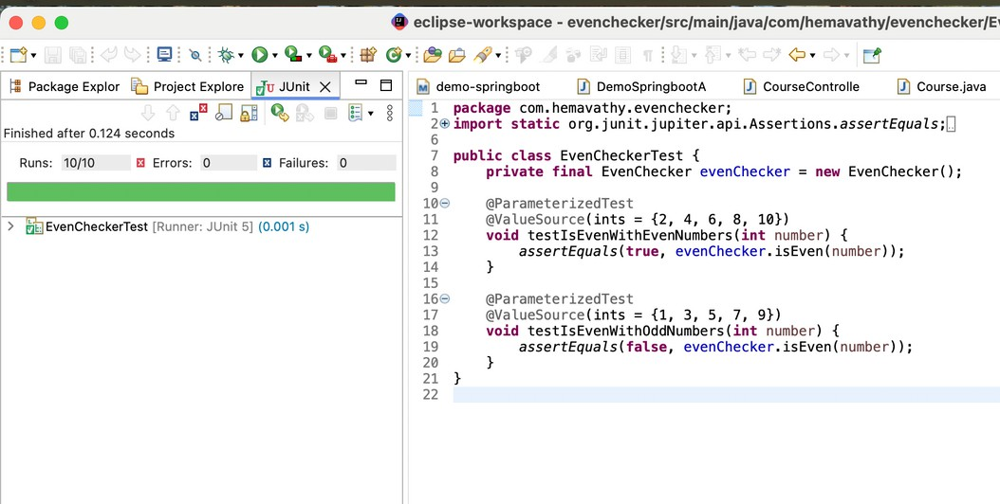 eclipse-workspace - evenchecker/src/main/java/com/hemavathy/evenchecker/E
Package Explor
Project Explore
JUnit
demo-springboot
DemoSpringbootA
CourseControlle
Course.java
Finished after 0.124 seconds
Runs: 10/10 Errors: 0 Failures: 0
EvenCheckerTest [Runner: JUnit 5] (0.001 s)
1 package com.hemavathy.evenchecker;
2 import static org.junit.jupiter.api.Assertions.assertEquals;
6
7 public class EvenCheckerTest {
8 private final EvenChecker evenChecker = new EvenChecker();
9
10 @ParameterizedTest
11 @ValueSource(ints = {2, 4, 6, 8, 10})
12 void testIsEvenWithEvenNumbers(int number) {
13 assertEquals(true, evenChecker.isEven(number));
14 }
15
16 @ParameterizedTest
17 @ValueSource(ints = {1, 3, 5, 7, 9})
18 void testIsEvenWithOddNumbers(int number) {
19 assertEquals(false, evenChecker.isEven(number));
20 }
21 }
22